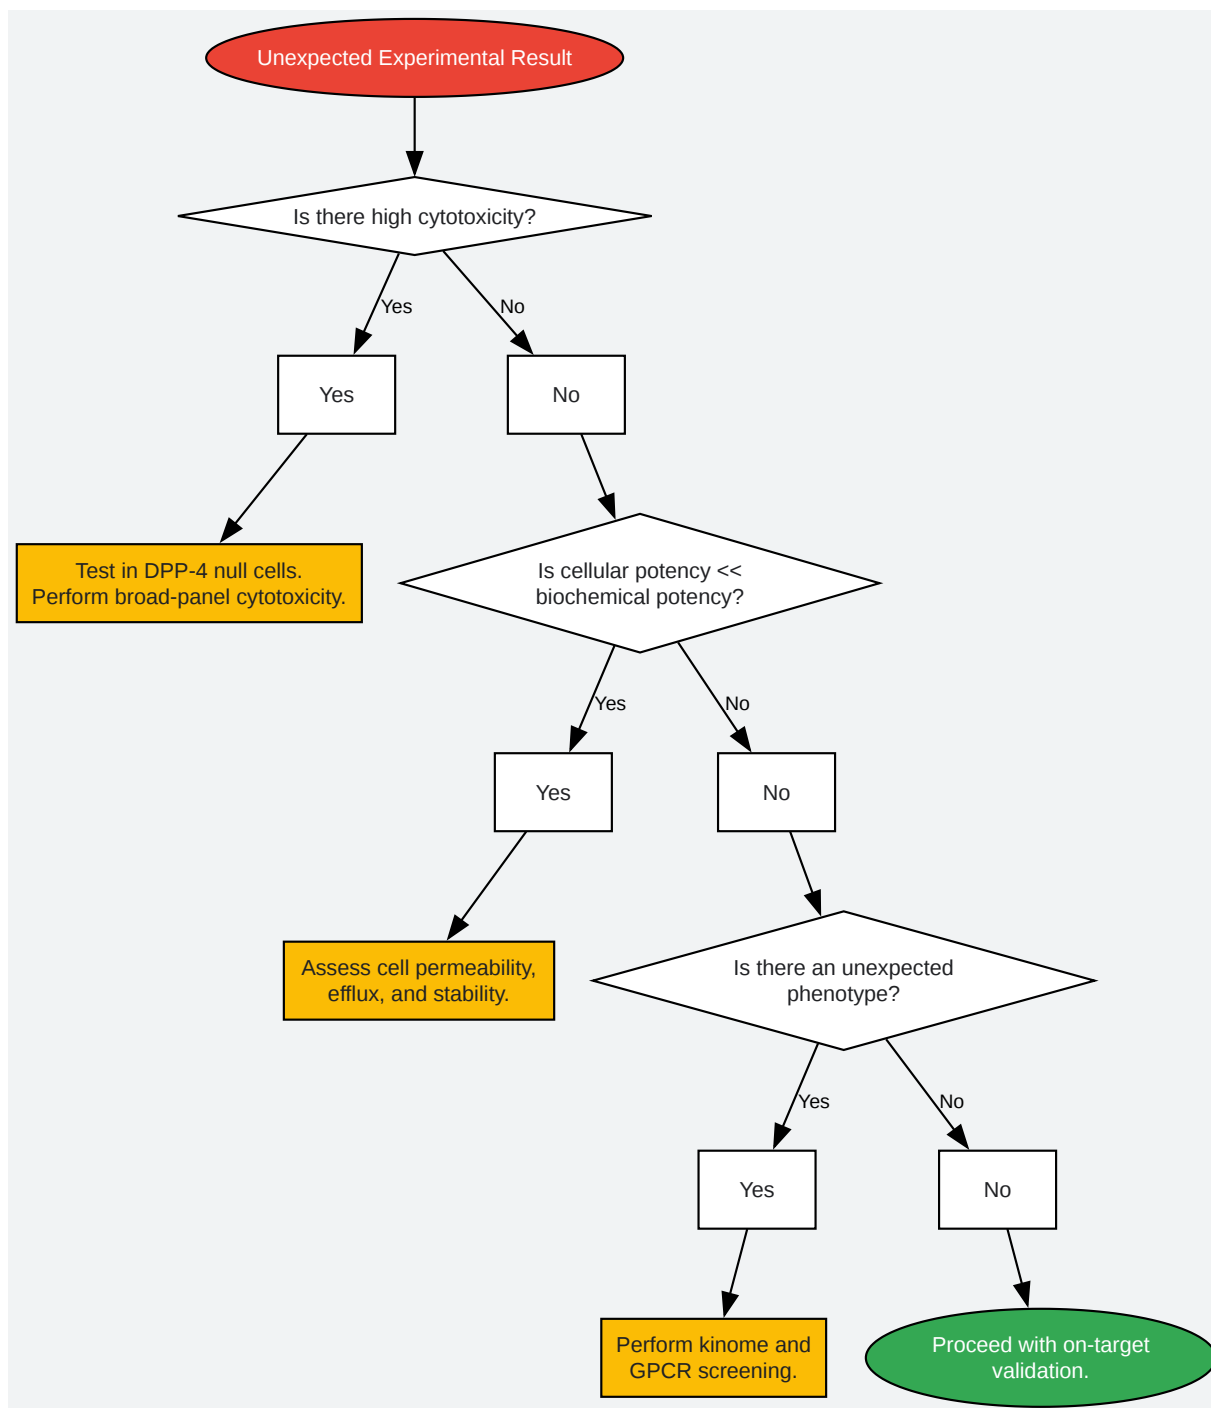 Unexpected Experimental Result
Is there high cytotoxicity?
Yes
No
Yes
No
Test in DPP-4 null cells.
Perform broad-panel cytotoxicity.
Is cellular potency <<
biochemical potency?
Yes
No
Yes
No
Assess cell permeability,
efflux, and stability.
Is there an unexpected
phenotype?
Yes
No
Yes
No
Perform kinome and
GPCR screening.
Proceed with on-target
validation.